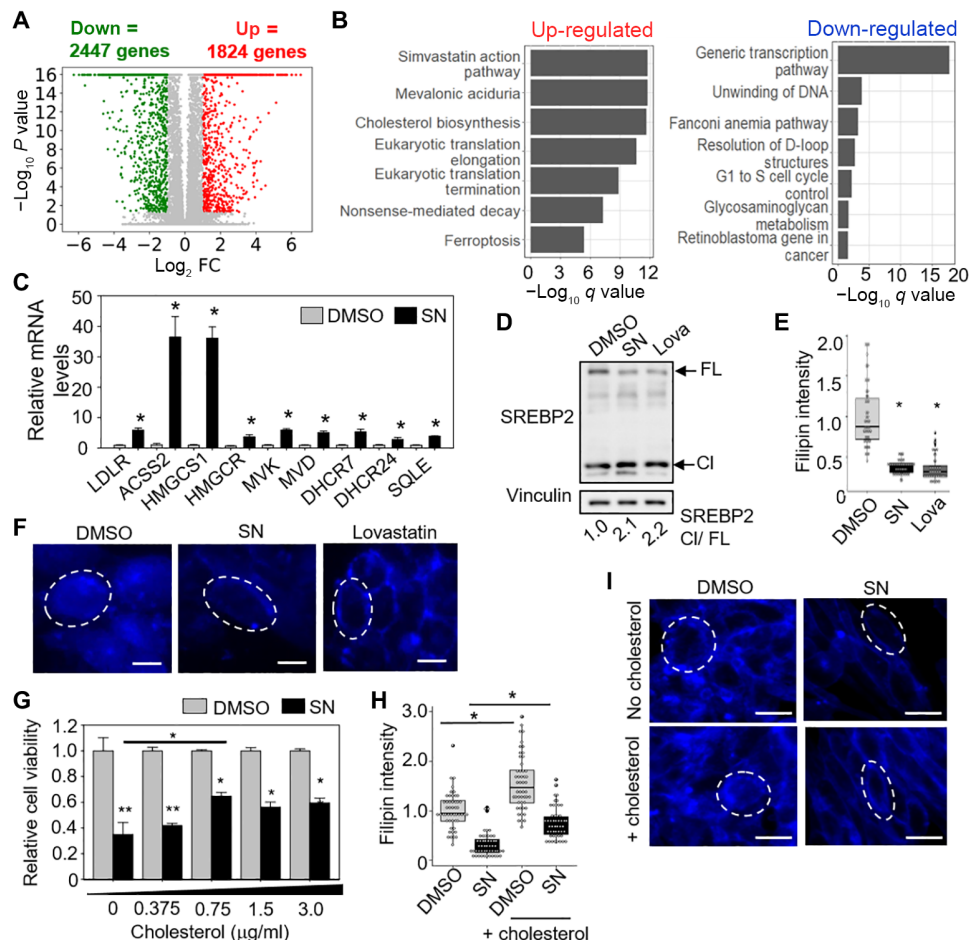 A
Down =
2447 genes
Up =
1824 genes
−Log10 P value
16
14
12
10
8
6
4
2
0
−6 −4 −2 0 2 4 6
Log2 FC
B
Up-regulated
Simvastatin action
pathway
Mevalonic aciduria
Cholesterol biosynthesis
Eukaryotic translation
elongation
Eukaryotic translation
termination
Nonsense-mediated decay
Ferroptosis
0 3 6 9 12
−Log10 q value
Down-regulated
Generic transcription
pathway
Unwinding of DNA
Fanconi anemia pathway
Resolution of D-loop
structures
G1 to S cell cycle
control
Glycosaminoglycan
metabolism
Retinoblastoma gene in
cancer
0 5 10 15 20
−Log10 q value
C
Relative mRNA
levels
50
40
30
20
10
0
DMSO SN
* * * * * * * * *
LDLR ACSS2 HMGCS1 HMGCR MVK MVD DHCR7 DHCR24 SQLE
D
DMSO SN Lova
SREBP2
FL
Cl
Vinculin
1.0 2.1 2.2
SREBP2
Cl/ FL
E
Filipin intensity
2.0
1.5
1.0
0.5
0
* *
DMSO SN Lova
F
DMSO SN Lovastatin
G
Relative cell viability
1.2
1.0
0.8
0.6
0.4
0.2
0
DMSO SN
*
** ** * * *
0 0.375 0.75 1.5 3.0
Cholesterol (µg/ml)
H
Filipin intensity
3.0
2.0
1.0
0.0
*
*
DMSO SN DMSO SN
+ cholesterol
I
DMSO SN
No cholesterol
+ cholesterol